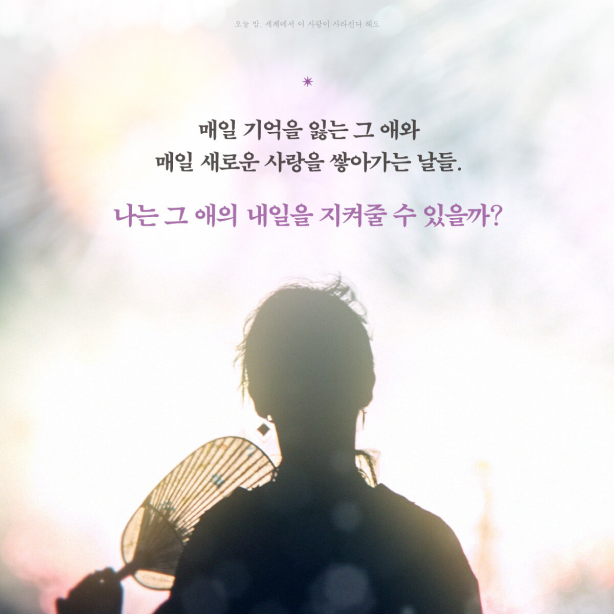 오늘 밤, 세계에서 이 사랑이 사라진다 해도
매일 기억을 잃는 그 애와
매일 새로운 사랑을 쌓아가는 날들.
나는 그 애의 내일을 지켜줄 수 있을까?